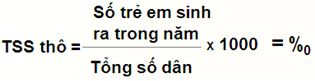 Số trẻ em sinh
ra trong năm
TSS thô = x 1000 = %0
Tổng số dân